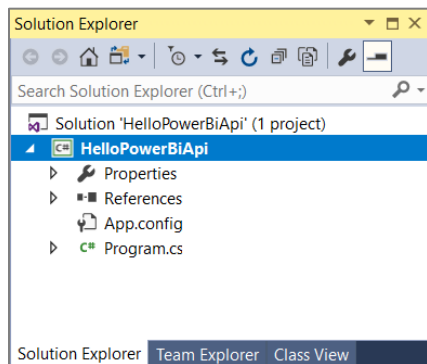 Solution Explorer
Search Solution Explorer (Ctrl+;)
Solution 'HelloPowerBiApi' (1 project)
C# HelloPowerBiApi
Properties
References
App.config
C# Program.cs
Solution Explorer Team Explorer Class View